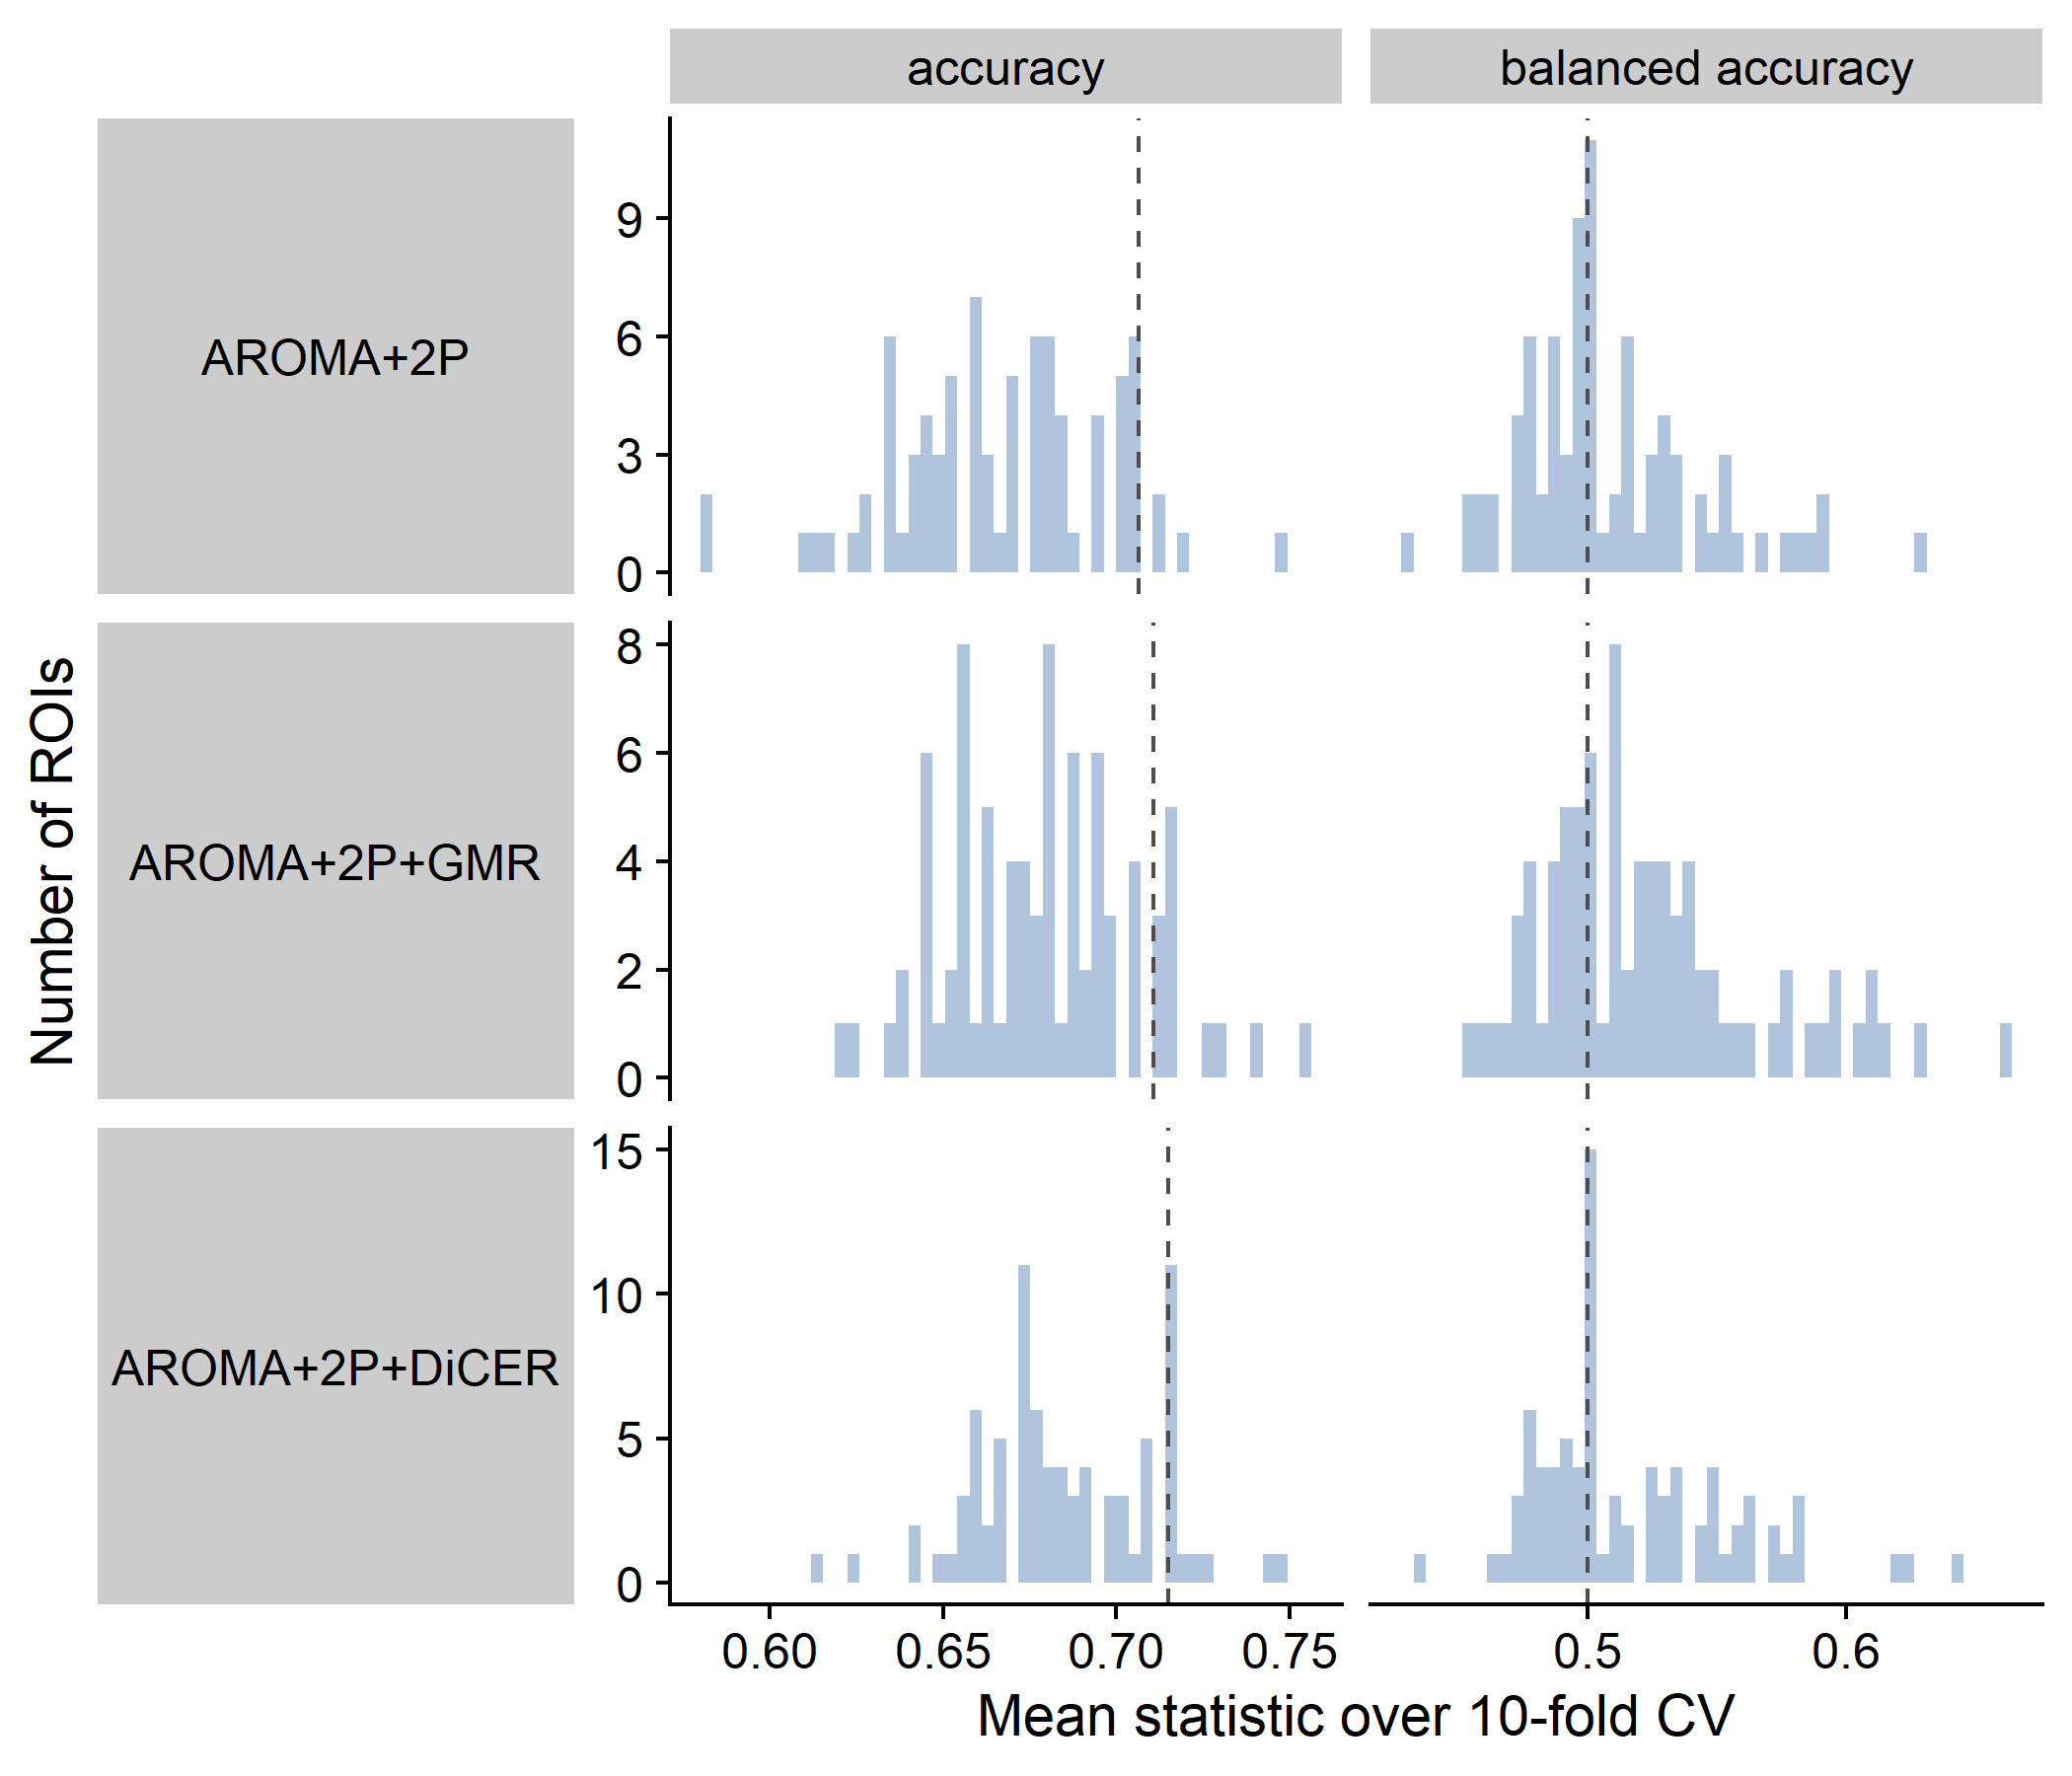 accuracy
balanced accuracy
AROMA+2P
9
6
3
0
Number of ROIs
AROMA+2P+GMR
8
6
4
2
0
AROMA+2P+DiCER
15
10
5
0
0.60 0.65 0.70 0.75
0.5 0.6
Mean statistic over 10-fold CV